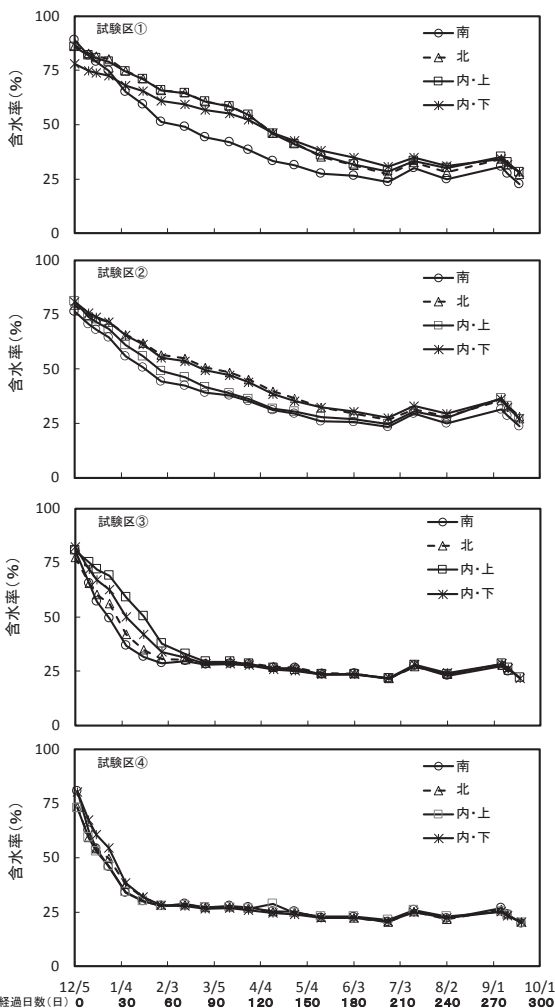 試験区①
100
75
50
25
0
含水率(%)
南
北
内・上
内・下
試験区②
100
75
50
25
0
含水率(%)
南
北
内・上
内・下
試験区③
100
75
50
25
0
含水率(%)
南
北
内・上
内・下
試験区④
100
75
50
25
0
含水率(%)
南
北
内・上
内・下
12/5 1/4 2/3 3/5 4/4 5/4 6/3 7/3 8/2 9/1 10/1
経過日数(日) 0 30 60 90 120 150 180 210 240 270 300